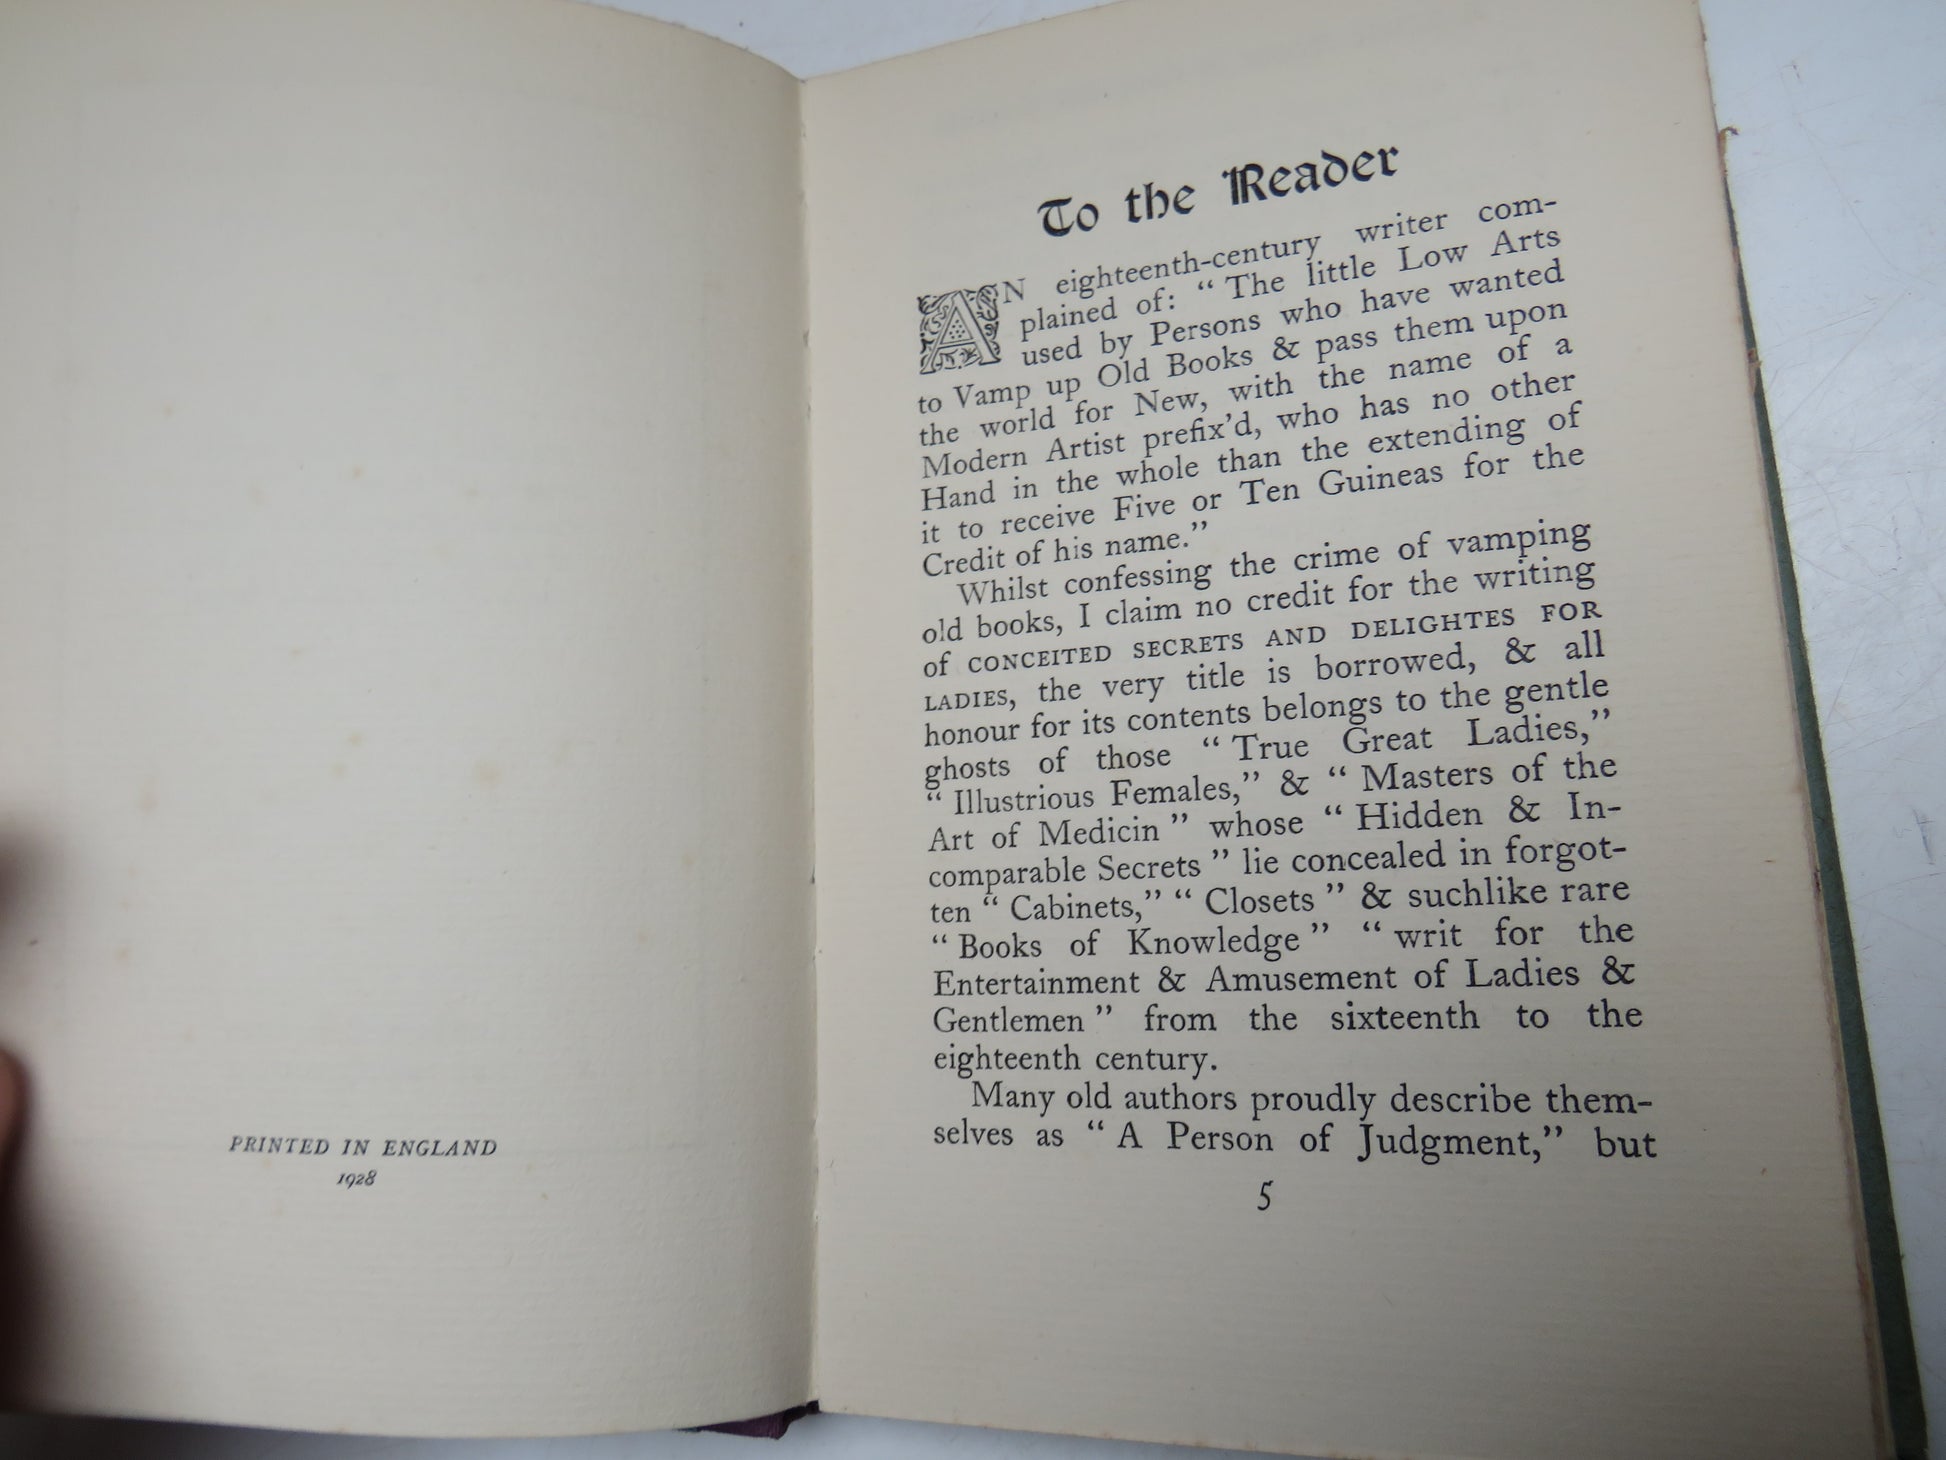 PRINTED IN ENGLAND
1928
To the Reader
AN eighteenth-century writer com-
plained of: “The little Low Arts
used by Persons who have wanted
to Vamp up Old Books & pass them upon
the world for New, with the name of a
Modern Artist prefix’d, who has no other
Hand in the whole than the extending of
it to receive Five or Ten Guineas for the
Credit of his name.”
Whilst confessing the crime of vamping
old books, I claim no credit for the writing
of CONCEITED SECRETS AND DELIGHTES FOR
LADIES, the very title is borrowed, & all
honour for its contents belongs to the gentle
ghosts of those “True Great Ladies,”
“Illustrious Females,” & “Masters of the
Art of Medicin” whose “Hidden & In-
comparable Secrets” lie concealed in forgot-
ten “Cabinets,” “Closets” & suchlike rare
“Books of Knowledge” “writ for the
Entertainment & Amusement of Ladies &
Gentlemen” from the sixteenth to the
eighteenth century.
Many old authors proudly describe them-
selves as “A Person of Judgment,” but
5